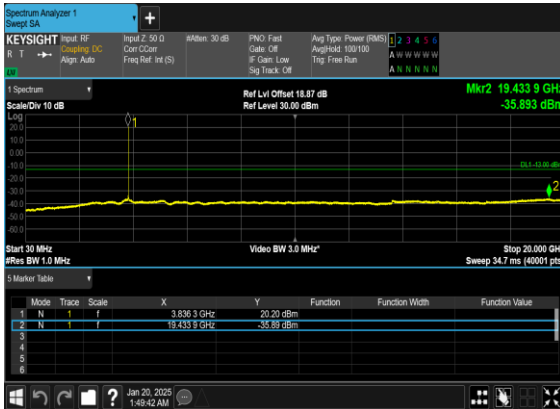 Spectrum Analyzer 1
Swept SA
KEYSIGHT Input: RF Input Z: 50 Ω #Atten: 30 dB PNO: Fast Avg Type: Power (RMS) 1 2 3 4 5 6
R T Coupling: DC Corr CCorr Gate: Off Avg|Hold: 100/100 A W W W W W
Align: Auto Freq Ref: Int (S) IF Gain: Low Trig: Free Run
Sig Track: Off A N N N N N
LXI
1 Spectrum Ref Lvl Offset 18.87 dB Mkr2 19.433 9 GHz
Scale/Div 10 dB Ref Level 30.00 dBm -35.893 dBm
Log
20.0
10.0
0.00
-10.0
DL1 -13.00 dBm
-20.0
-30.0
-40.0
-50.0
-60.0
1
2
Start 30 MHz Video BW 3.0 MHz* Stop 20.000 GHz
#Res BW 1.0 MHz Sweep 34.7 ms (40001 pts)
5 Marker Table
Mode Trace Scale X Y Function Function Width Function Value
1 N 1 f 3.836 3 GHz 20.20 dBm
2 N 1 f 19.433 9 GHz -35.89 dBm
3
4
5
6
? Jan 20, 2025
1:49:42 AM